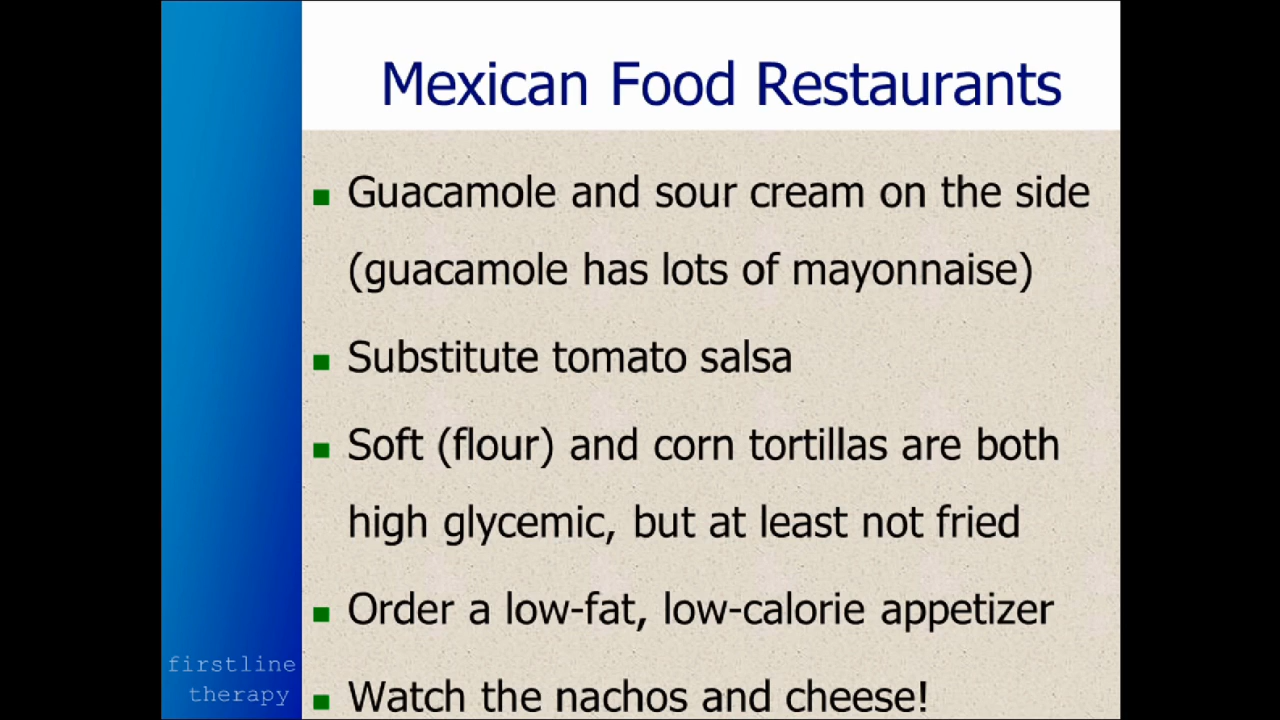 Mexican Food Restaurants
Guacamole and sour cream on the side
(guacamole has lots of mayonnaise)
Substitute tomato salsa
Soft (flour) and corn tortillas are both
high glycemic, but at least not fried
Order a low-fat, low-calorie appetizer
Watch the nachos and cheese!
firstline
therapy